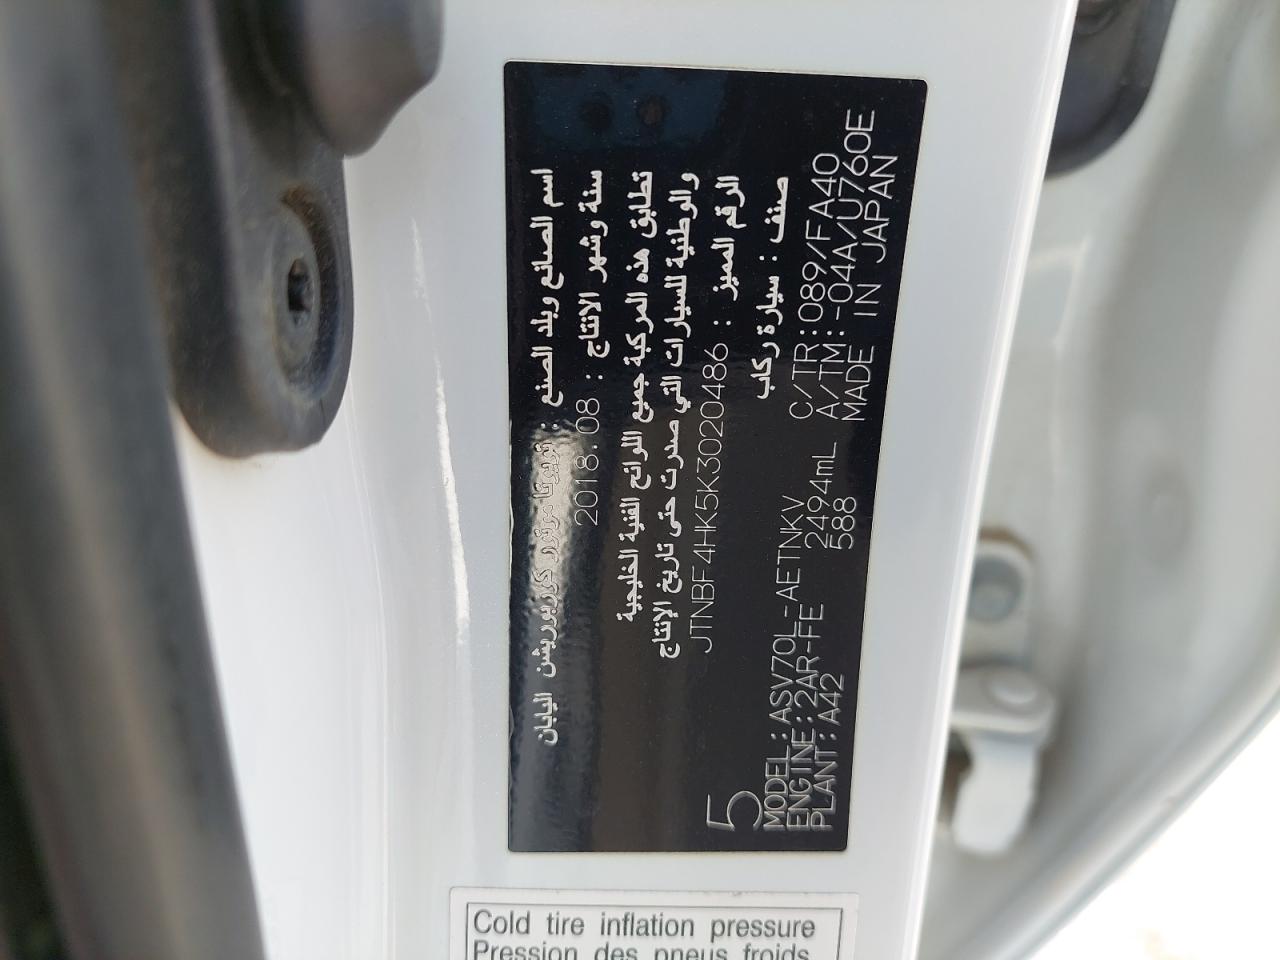 اسم الصانع وبلد الصنع : تويوتا موتور كوربوريشن اليابان
سنة وشهر الانتاج : 2018.08
تطابق هذه المركبة جميع اللوائح الفنية الخليجية
والوطنية للسيارات التي صدرت حتى تاريخ الإنتاج
الرقم المميز : JTNBF4HK5K3020486
صنف : سيارة ركاب
5
MODEL:ASV70L-AETNKV C/TR:089/FA40
ENGINE:2AR-FE 2494mL A/TM:-04A/U760E
PLANT:A42 588 MADE IN JAPAN
Cold tire inflation pressure
Pression des pneus froids